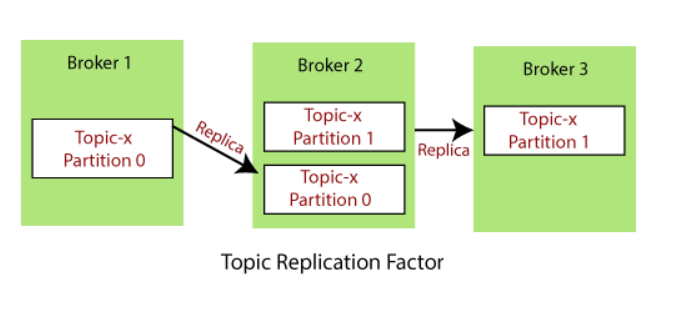 Broker 1
Topic-x
Partition 0
Replica
Broker 2
Topic-x
Partition 1
Topic-x
Partition 0
Replica
Broker 3
Topic-x
Partition 1
Topic Replication Factor